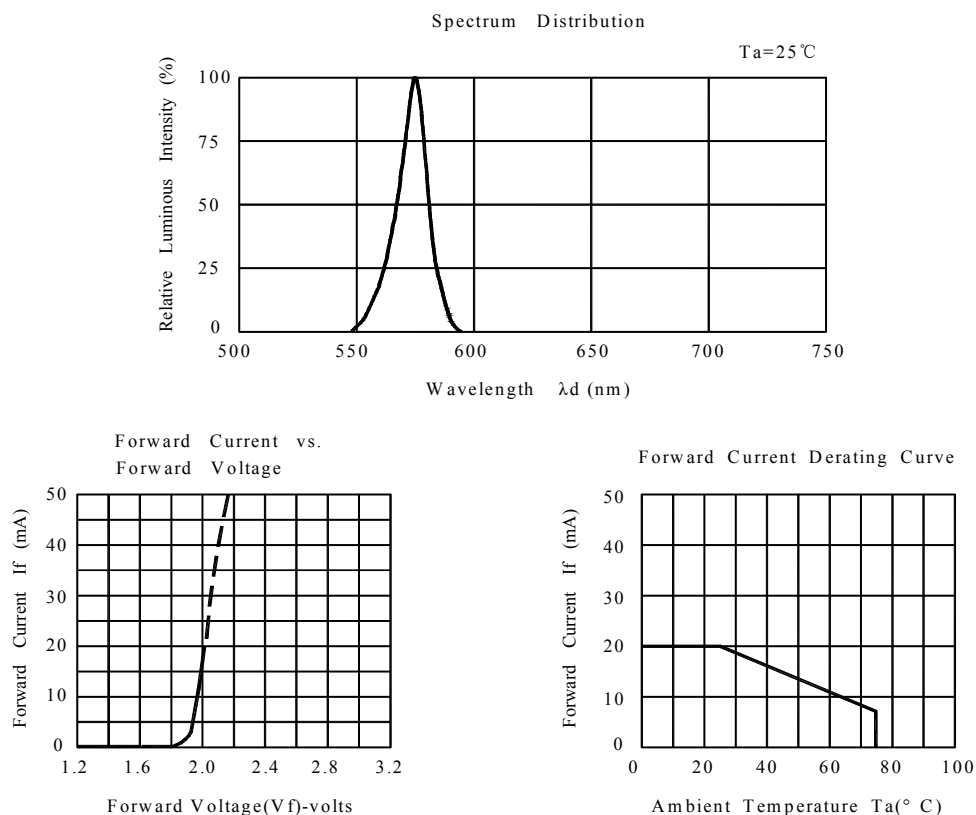 Spectrum Distribution
Ta=25℃
Relative Luminous Intensity (%)
100
75
50
25
0
500 550 600 650 700 750
Wavelength λd (nm)
Forward Current vs.
Forward Voltage
Forward Current If (mA)
50
40
30
20
10
0
1.2 1.6 2.0 2.4 2.8 3.2
Forward Voltage(Vf)-volts
Forward Current Derating Curve
Forward Current If (mA)
50
40
30
20
10
0
0 20 40 60 80 100
Ambient Temperature Ta(° C)